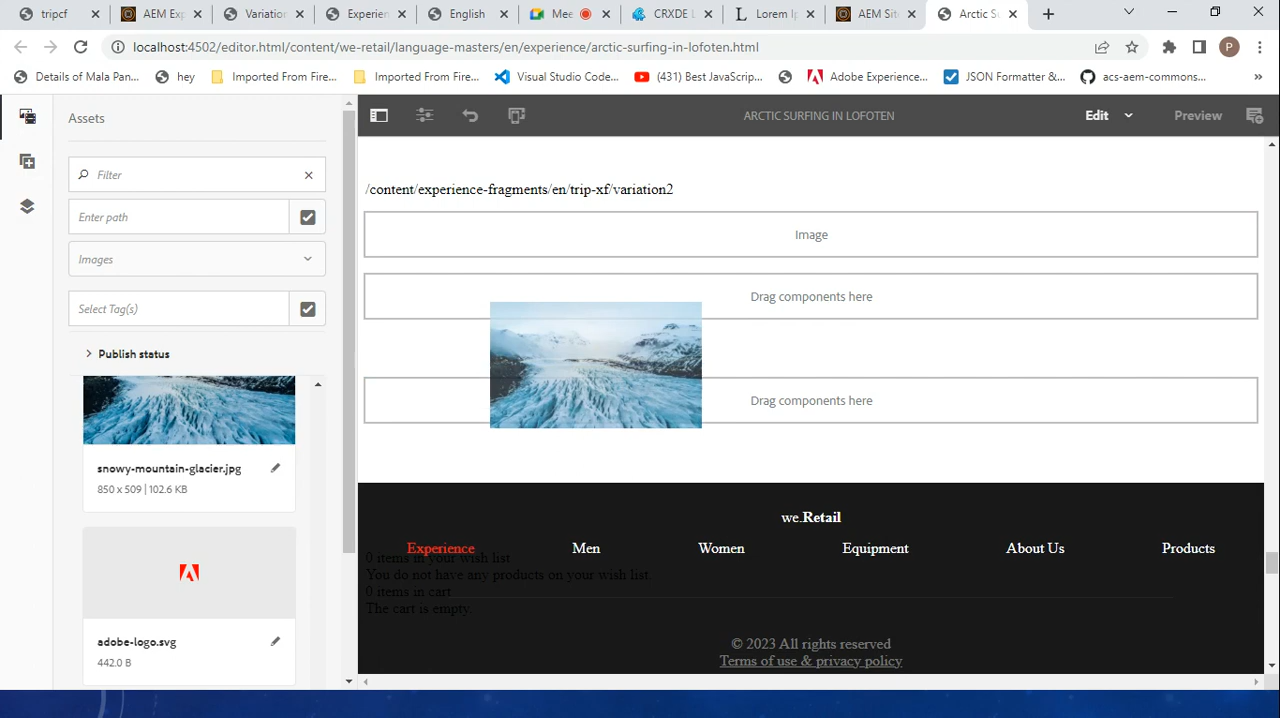 tripcf
AEM Exp
Variation
Experien
English
Mee
CRXDE L
Lorem Ip
AEM Site
Arctic Su
localhost:4502/editor.html/content/we-retail/language-masters/en/experience/arctic-surfing-in-lofoten.html
P
Details of Mala Pan...
hey
Imported From Fire...
Imported From Fire...
Visual Studio Code...
(431) Best JavaScrip...
Adobe Experience...
JSON Formatter &...
acs-aem-commons...
»
Assets
ARCTIC SURFING IN LOFOTEN
Edit
Preview
Filter
Enter path
Images
Select Tag(s)
Publish status
snowy-mountain-glacier.jpg
850 x 509 | 102.6 KB
adobe-logo.svg
442.0 B
/content/experience-fragments/en/trip-xf/variation2
Image
Drag components here
Drag components here
we.Retail
Experience
Men
Women
Equipment
About Us
Products
0 items in your wish list
You do not have any products on your wish list.
0 items in cart
The cart is empty.
© 2023 All rights reserved
Terms of use & privacy policy